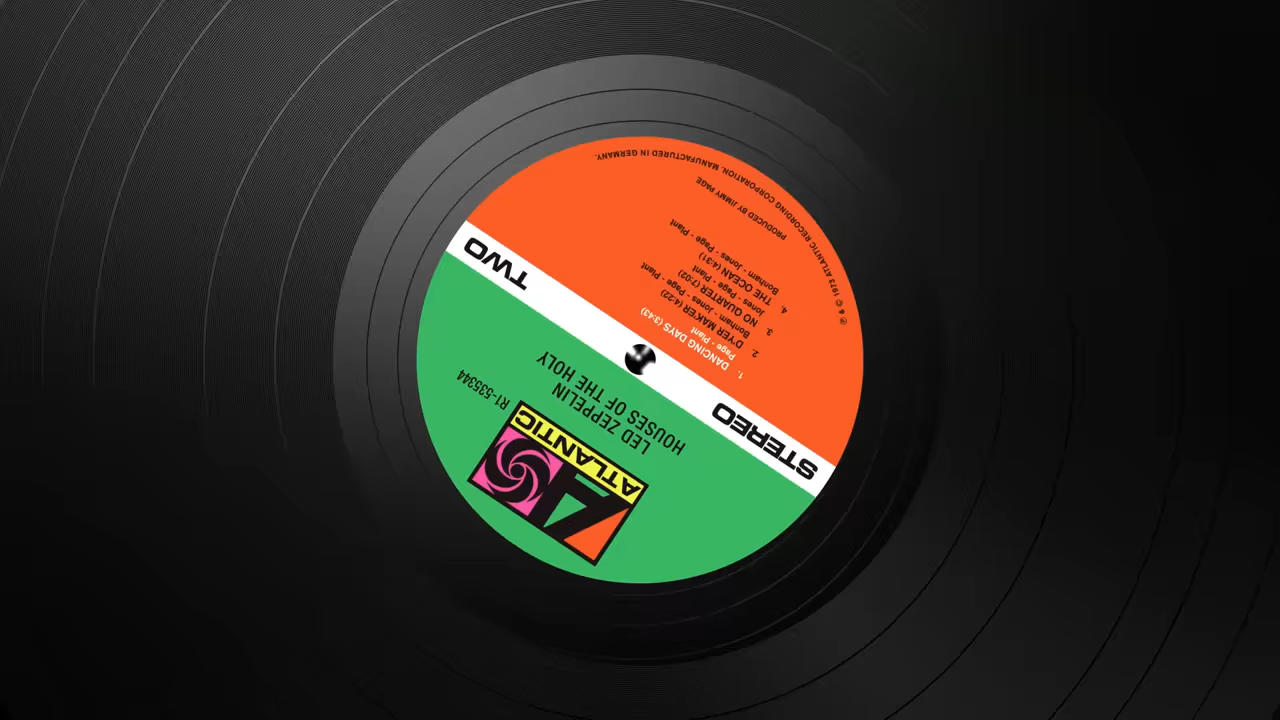 ATLANTIC
R1-535344
LED ZEPPELIN
HOUSES OF THE HOLY
STEREO
TWO
1. DANCING DAYS (3:43)
Page - Plant
2. D'YER MAK'ER (4:22)
Bonham - Jones - Page - Plant
3. NO QUARTER (7:02)
Jones - Page - Plant
4. THE OCEAN (4:31)
Bonham - Jones - Page - Plant
PRODUCED BY JIMMY PAGE
℗ & © 1973 ATLANTIC RECORDING CORPORATION. MANUFACTURED IN GERMANY.